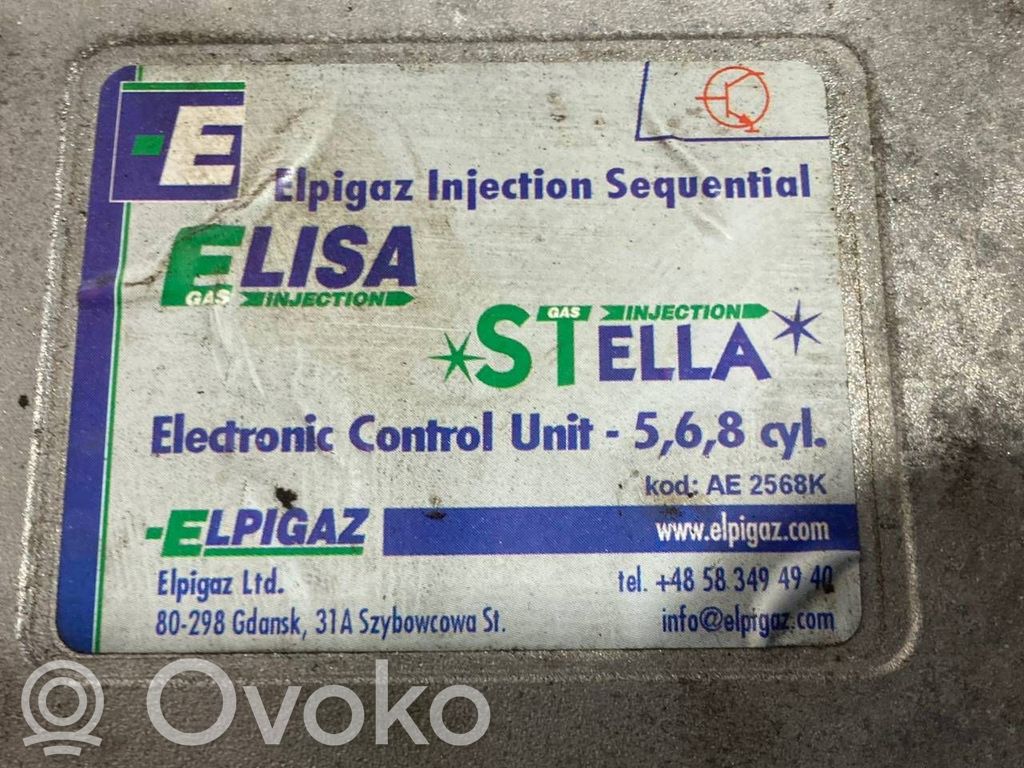 E
Elpigaz Injection Sequential
ELISA
GAS INJECTION
GAS INJECTION
STELLA
Electronic Control Unit - 5,6,8 cyl.
kod: AE 2568K
ELPIGAZ
www.elpigaz.com
Elpigaz Ltd.
tel. +48 58 349 49 40
80-298 Gdansk, 31A Szybowcowa St.
info@elpigaz.com
Ovoko